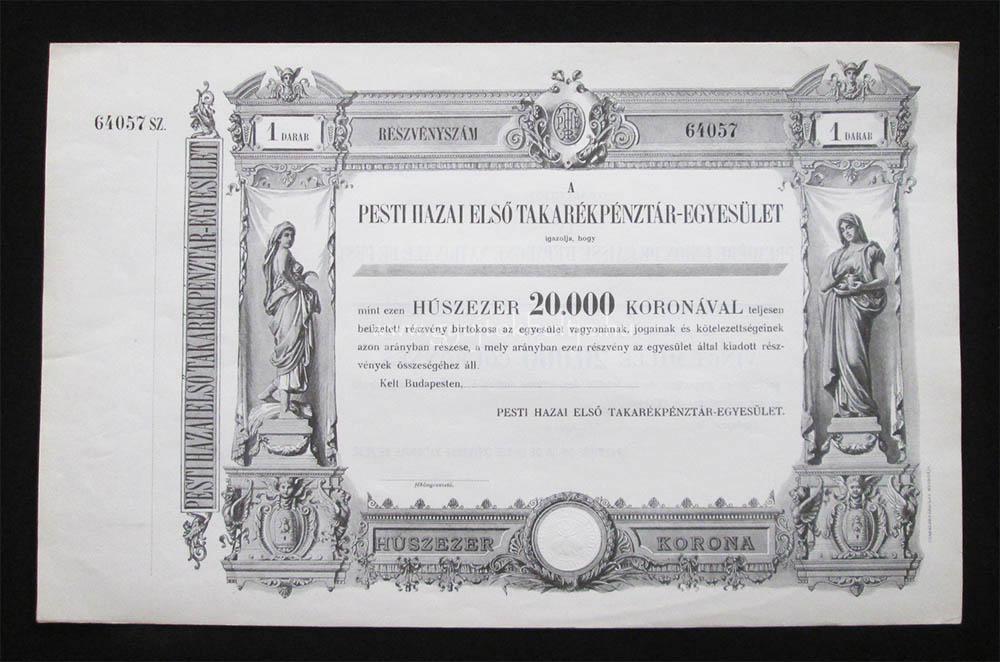 64057 SZ.
PESTI HAZAI ELSŐ TAKARÉKPÉNZTÁR-EGYESÜLET
1 DARAB
RÉSZVÉNYSZÁM
64057
1 DARAB
A
PESTI HAZAI ELSŐ TAKARÉKPÉNZTÁR-EGYESÜLET
igazolja, hogy
mint ezen HÚSZEZER 20.000 KORONÁVAL teljesen
befizetett részvény birtokosa az egyesület vagyonának, jogainak és kötelezettségeinek
azon arányban részese, a mely arányban ezen részvény az egyesület által kiadott rész-
vények összeségéhez áll.
Kelt Budapesten,
PESTI HAZAI ELSŐ TAKARÉKPÉNZTÁR-EGYESÜLET.
főkönyvvezető.
HÚSZEZER KORONA